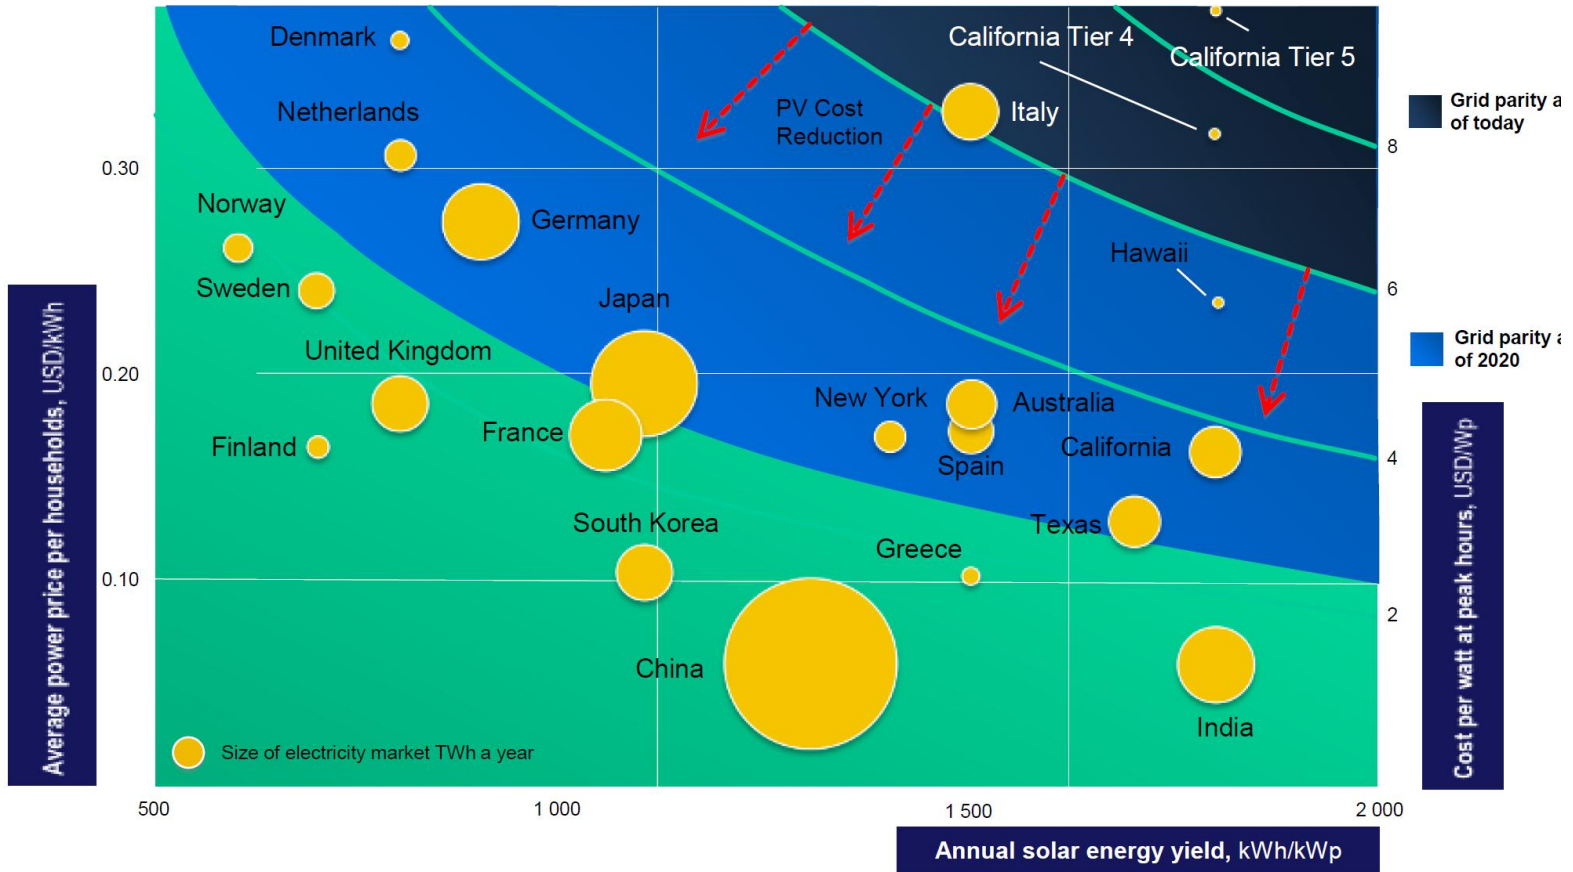 Denmark
California Tier 4
California Tier 5
Netherlands
PV Cost
Reduction
Italy
Grid parity a
of today
8
0.30
Norway
Germany
Hawaii
Sweden
Japan
6
United Kingdom
Grid parity a
of 2020
0.20
New York
Australia
France
Finland
California
4
Spain
South Korea
Texas
Greece
0.10
2
China
India
Size of electricity market TWh a year
500
1 000
1 500
2 000
Average power price per households, USD/kWh
Cost per watt at peak hours, USD/Wp
Annual solar energy yield, kWh/kWp